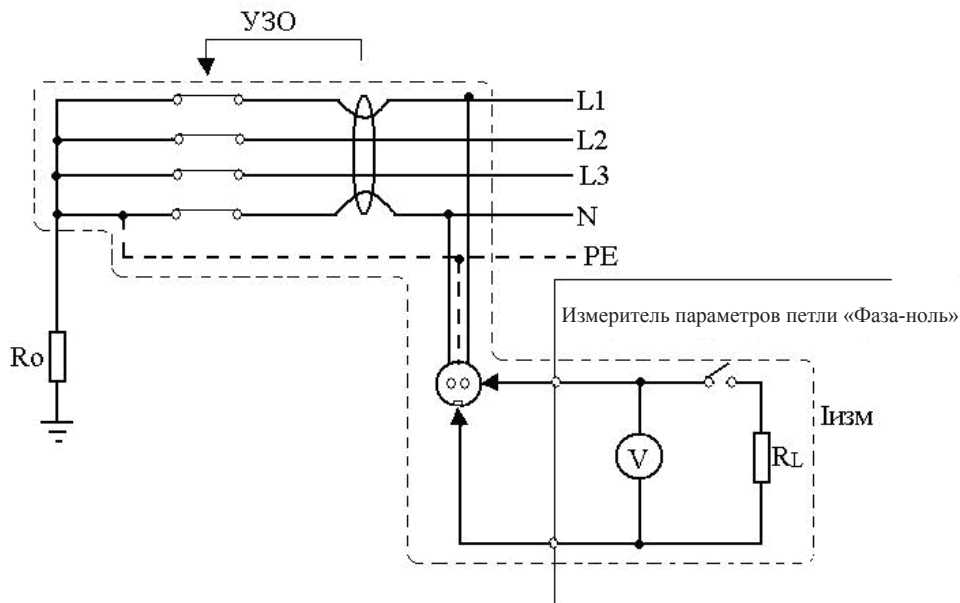 УЗО
L1
L2
L3
N
PE
Измеритель параметров петли «Фаза-ноль»
Ro
Iизм
V
RL